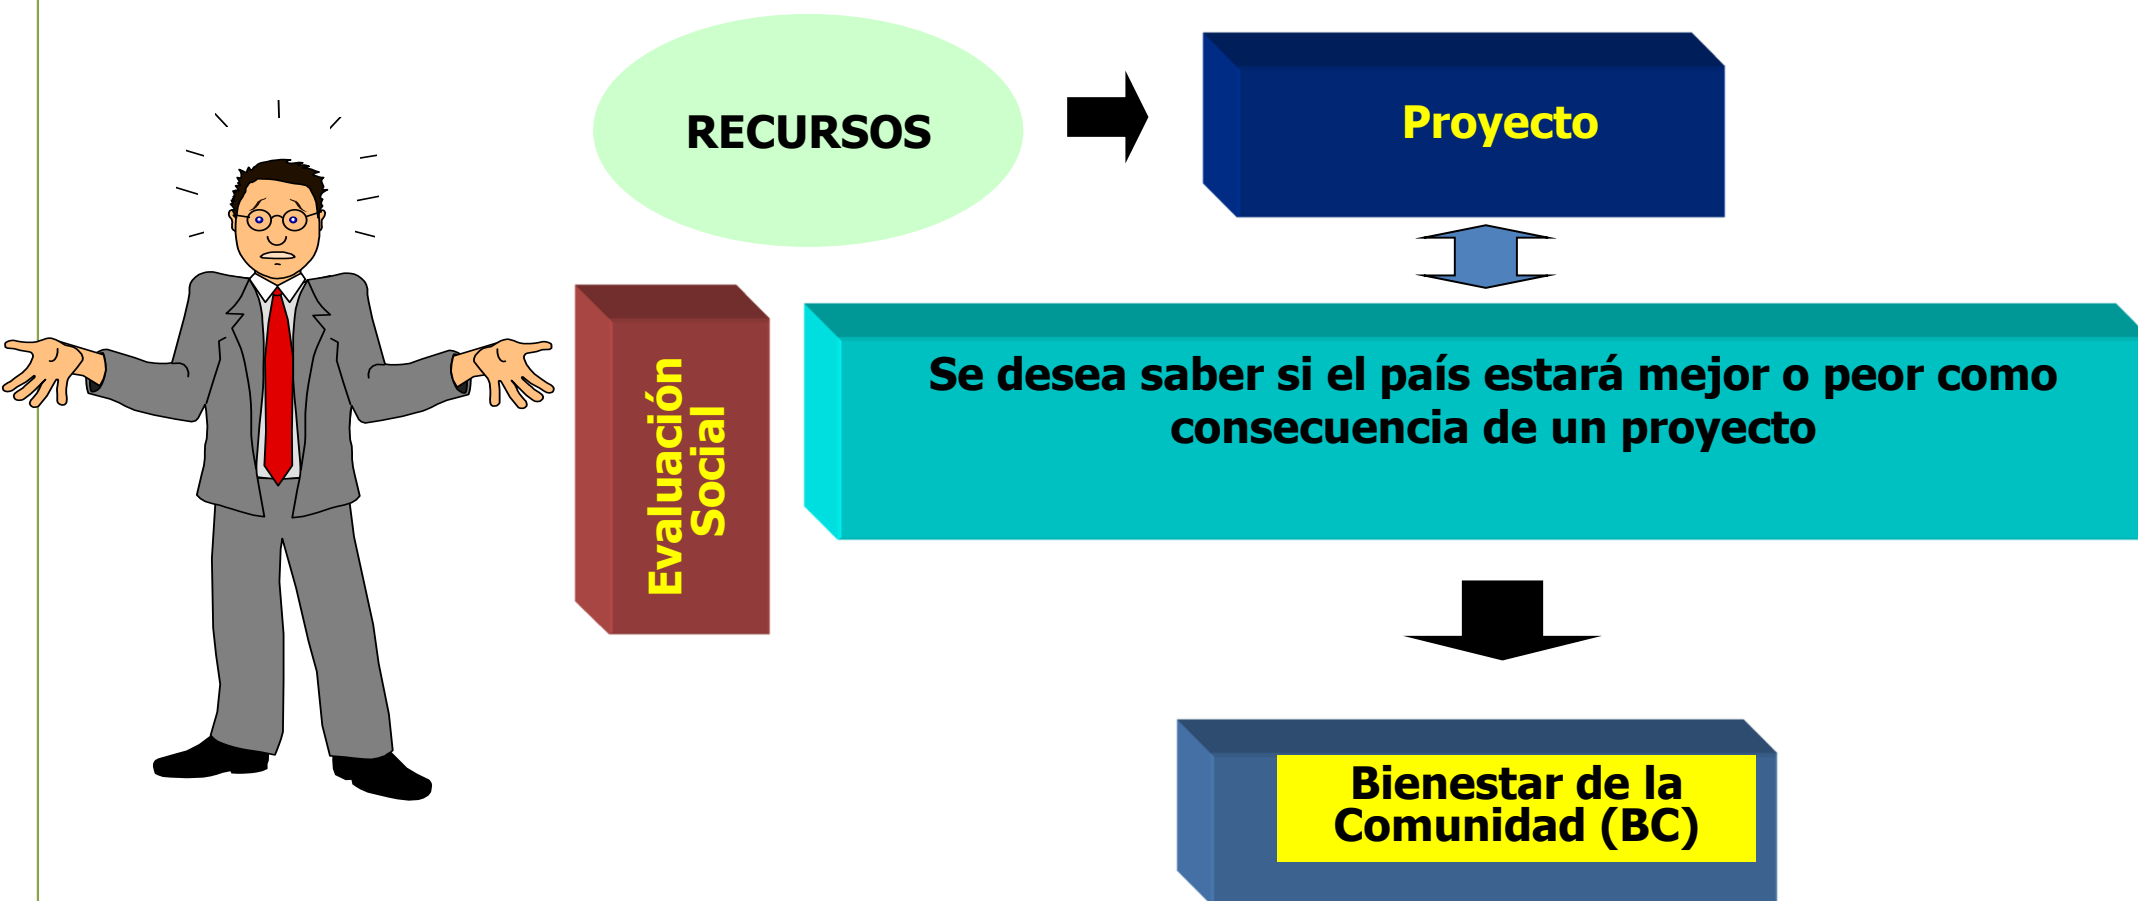 RECURSOS
Proyecto
Evaluación
Social
Se desea saber si el país estará mejor o peor como
consecuencia de un proyecto
Bienestar de la
Comunidad (BC)